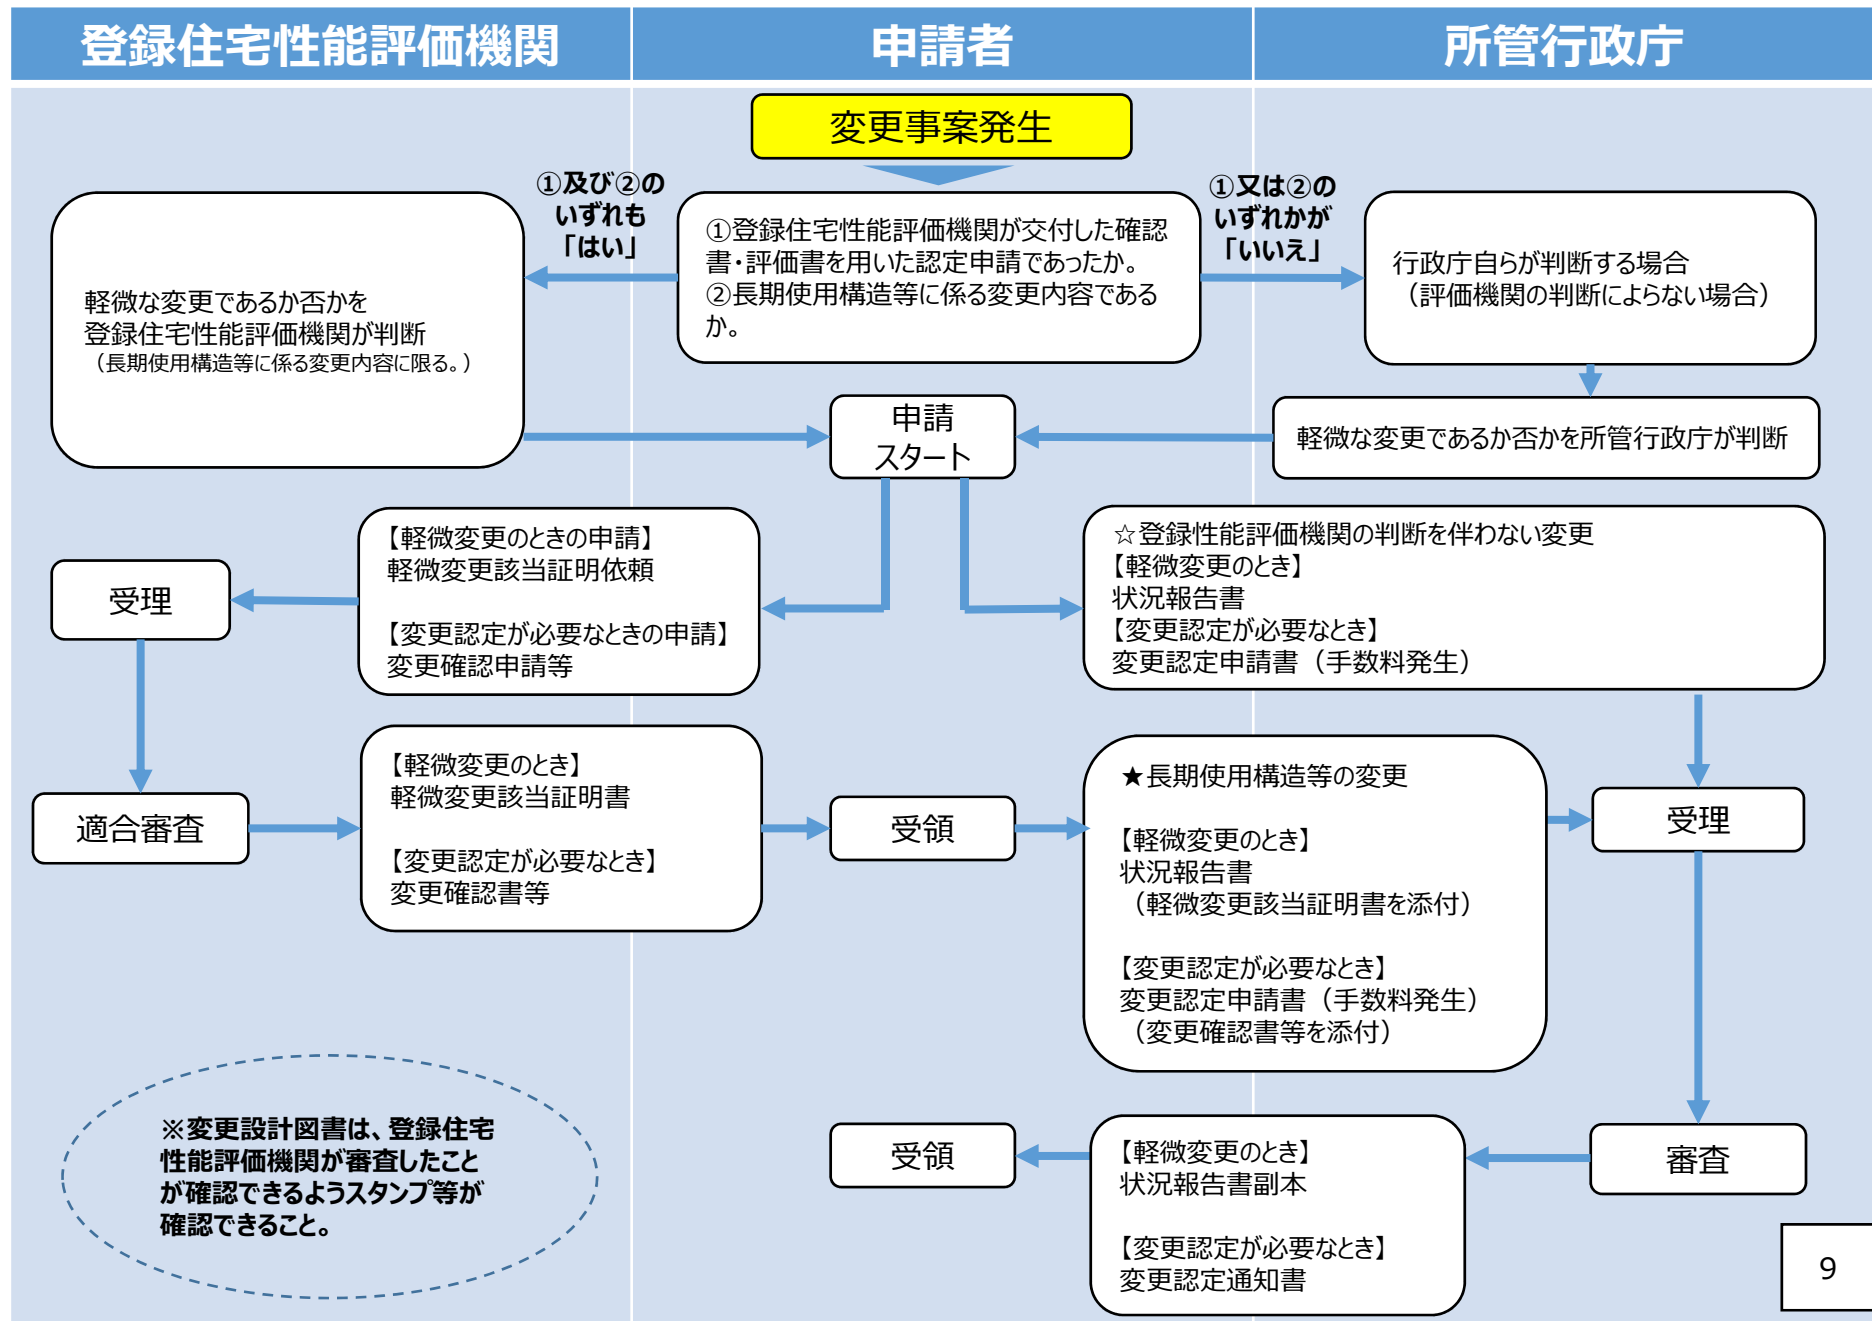 登録住宅性能評価機関
申請者
所管行政庁
変更事案発生
①及び②の
いずれも
「はい」
①登録住宅性能評価機関が交付した確認
書・評価書を用いた認定申請であったか。
②長期使用構造等に係る変更内容である
か。
①又は②の
いずれかが
「いいえ」
軽微な変更であるか否かを
登録住宅性能評価機関が判断
（長期使用構造等に係る変更内容に限る。）
行政庁自らが判断する場合
（評価機関の判断によらない場合）
申請
スタート
軽微な変更であるか否かを所管行政庁が判断
受理
【軽微変更のときの申請】
軽微変更該当証明依頼
【変更認定が必要なときの申請】
変更確認申請等
☆登録性能評価機関の判断を伴わない変更
【軽微変更のとき】
状況報告書
【変更認定が必要なとき】
変更認定申請書（手数料発生）
適合審査
【軽微変更のとき】
軽微変更該当証明書
【変更認定が必要なとき】
変更確認書等
受領
★長期使用構造等の変更
【軽微変更のとき】
状況報告書
（軽微変更該当証明書を添付）
【変更認定が必要なとき】
変更認定申請書（手数料発生）
（変更確認書等を添付）
受理
※変更設計図書は、登録住宅
性能評価機関が審査したこと
が確認できるようスタンプ等が
確認できること。
受領
【軽微変更のとき】
状況報告書副本
【変更認定が必要なとき】
変更認定通知書
審査
9